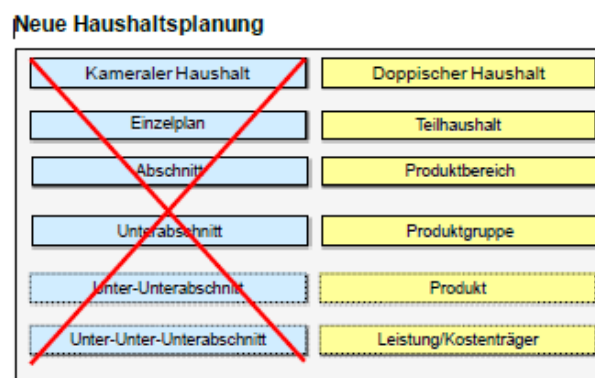 Neue Haushaltsplanung
Kameraler Haushalt Doppischer Haushalt
Einzelplan Teilhaushalt
Abschnitt Produktbereich
Unterabschnitt Produktgruppe
Unter-Unterabschnitt Produkt
Unter-Unter-Unterabschnitt Leistung/Kostenträger